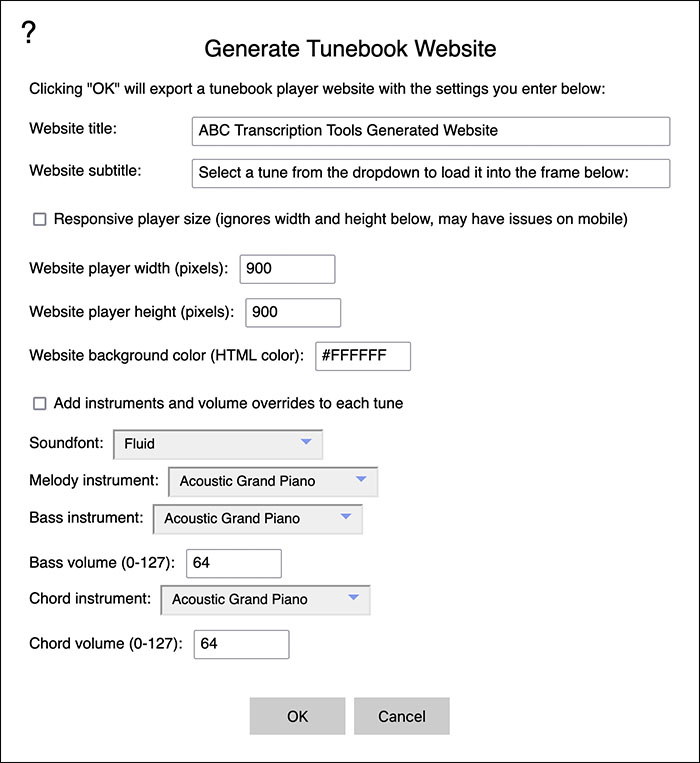 ?
Generate Tunebook Website
Clicking "OK" will export a tunebook player website with the settings you enter below:
Website title: ABC Transcription Tools Generated Website
Website subtitle: Select a tune from the dropdown to load it into the frame below:
Responsive player size (ignores width and height below, may have issues on mobile)
Website player width (pixels): 900
Website player height (pixels): 900
Website background color (HTML color): #FFFFFF
Add instruments and volume overrides to each tune
Soundfont: Fluid
Melody instrument: Acoustic Grand Piano
Bass instrument: Acoustic Grand Piano
Bass volume (0-127): 64
Chord instrument: Acoustic Grand Piano
Chord volume (0-127): 64
OK Cancel